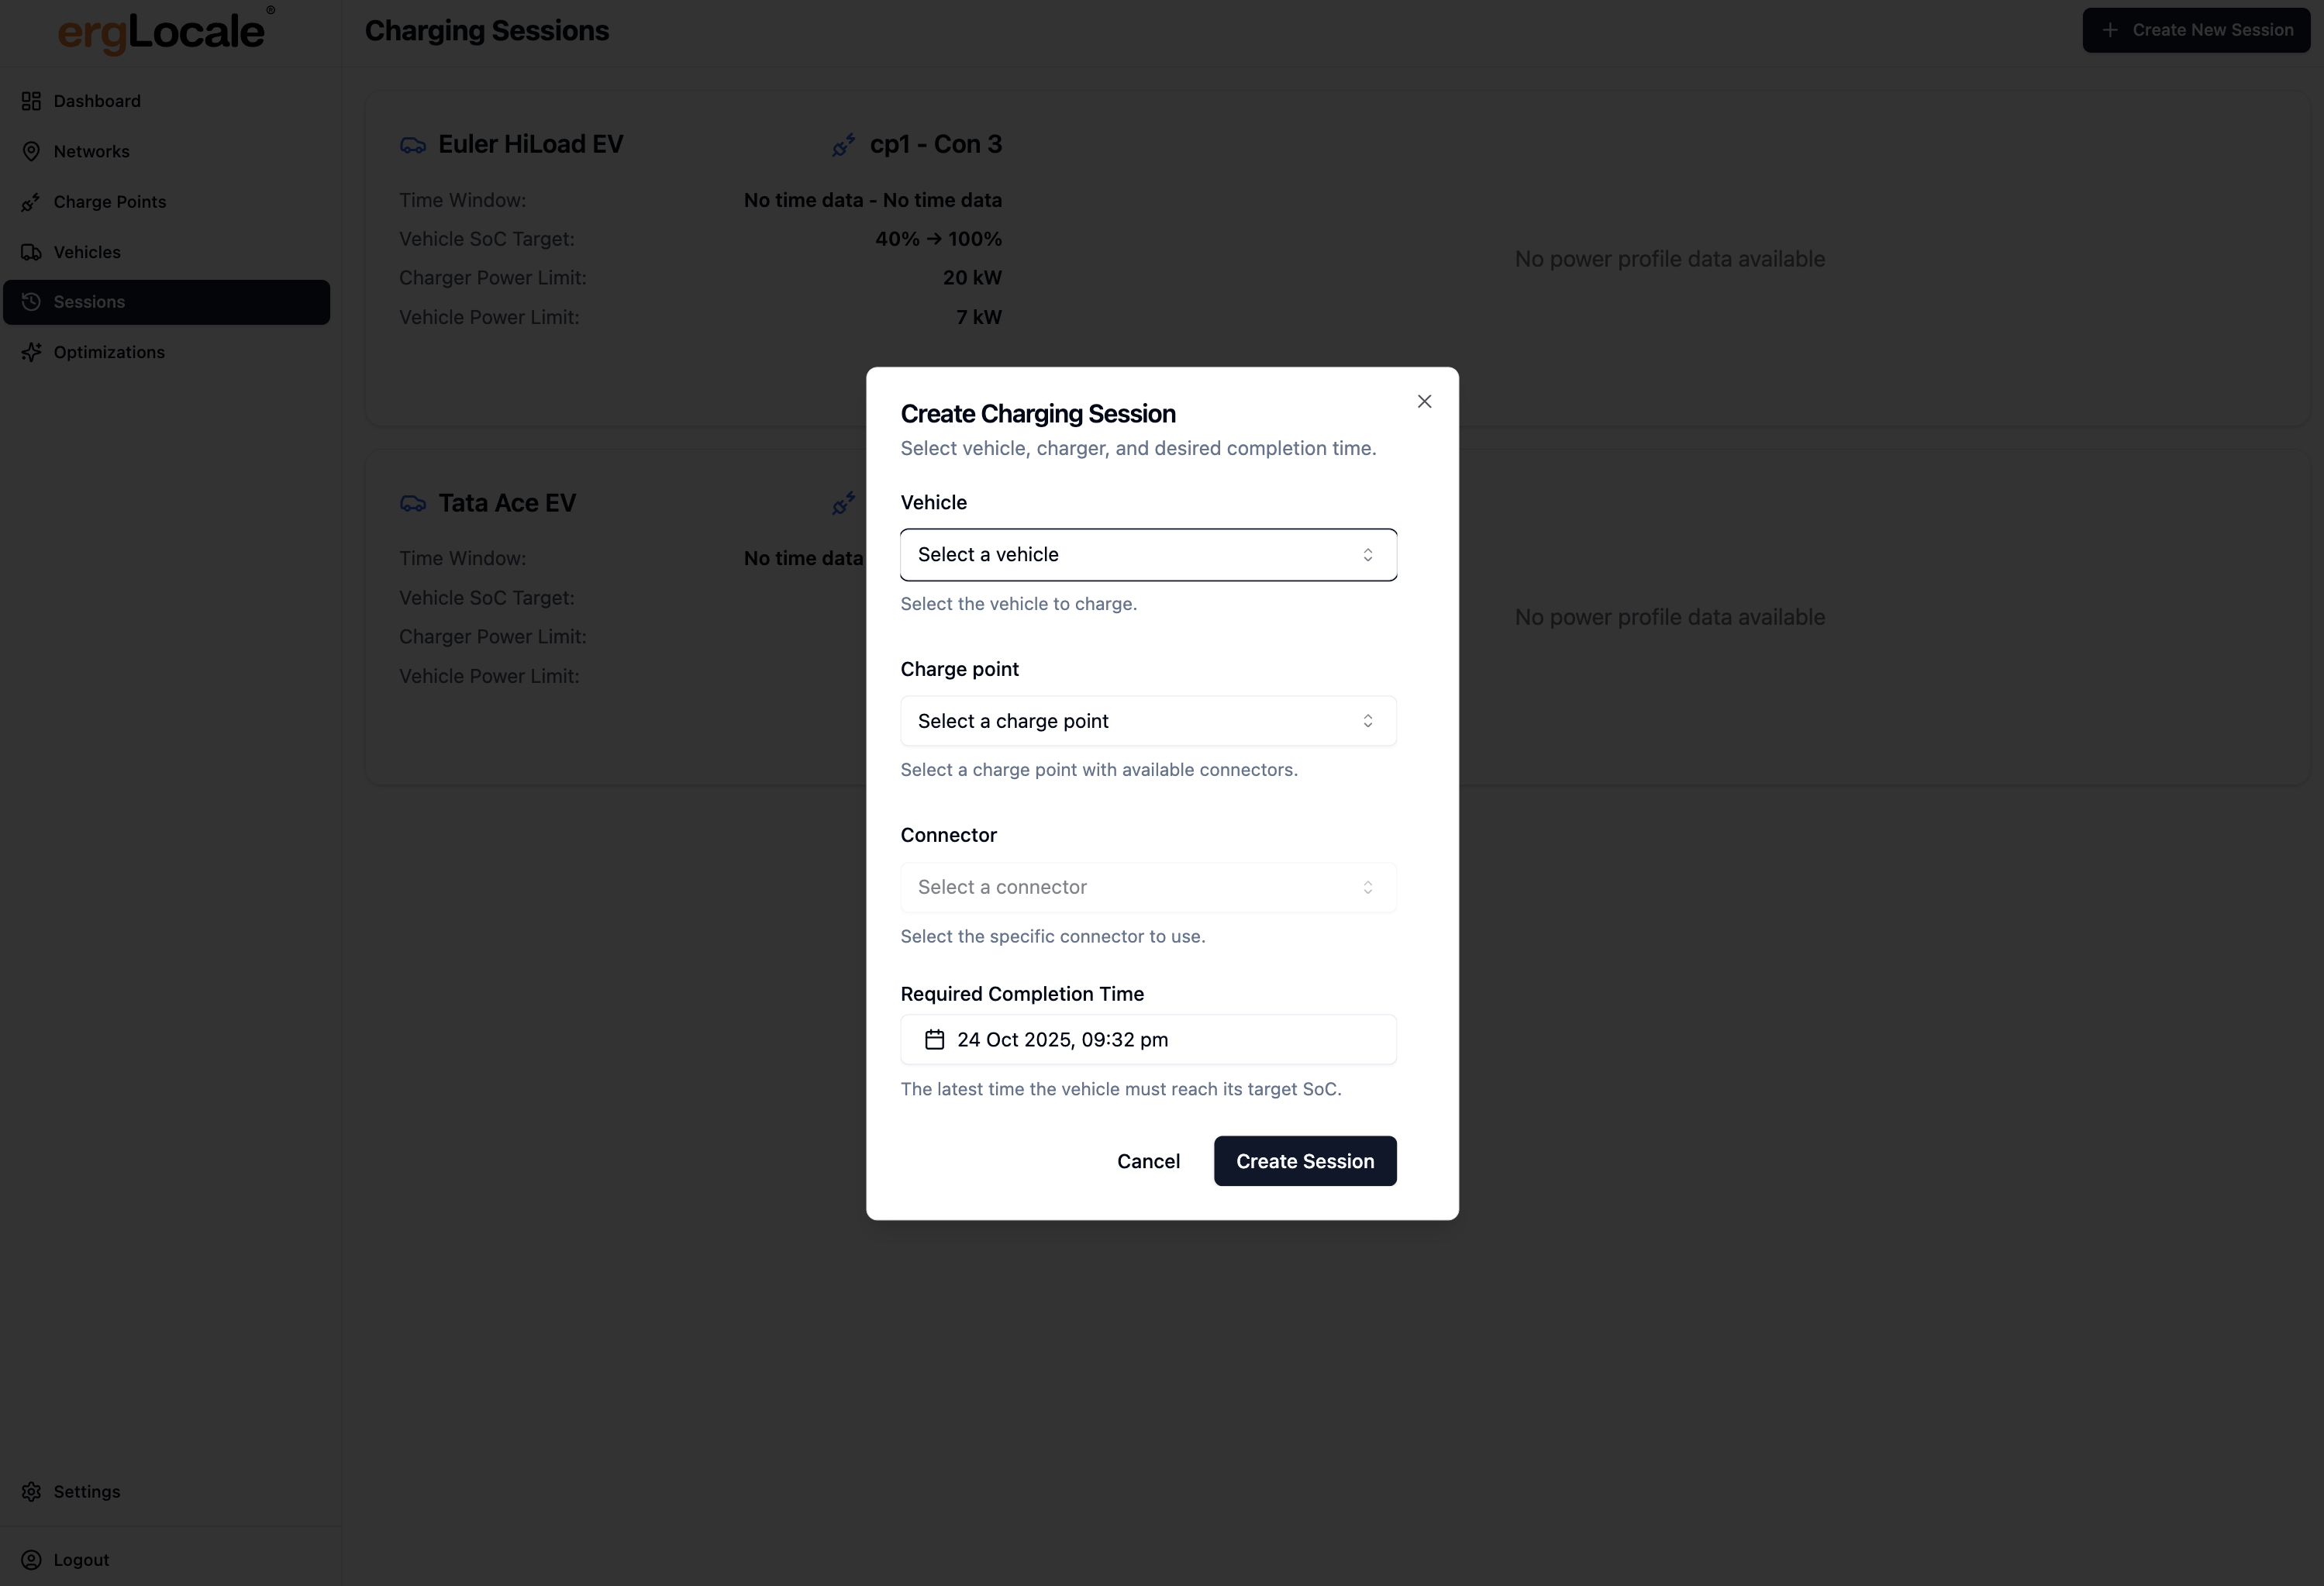 ergLocale®
Dashboard
Networks
Charge Points
Vehicles
Sessions
Optimizations
Settings
Logout
Charging Sessions
Create New Session
Euler HiLoad EV
cp1 - Con 3
Time Window:
No time data - No time data
Vehicle SoC Target:
40% → 100%
Charger Power Limit:
20 kW
Vehicle Power Limit:
7 kW
No power profile data available
Tata Ace EV
Time Window:
No time data
Vehicle SoC Target:
Charger Power Limit:
Vehicle Power Limit:
No power profile data available
Create Charging Session
Select vehicle, charger, and desired completion time.
Vehicle
Select a vehicle
Select the vehicle to charge.
Charge point
Select a charge point
Select a charge point with available connectors.
Connector
Select a connector
Select the specific connector to use.
Required Completion Time
24 Oct 2025, 09:32 pm
The latest time the vehicle must reach its target SoC.
Cancel
Create Session